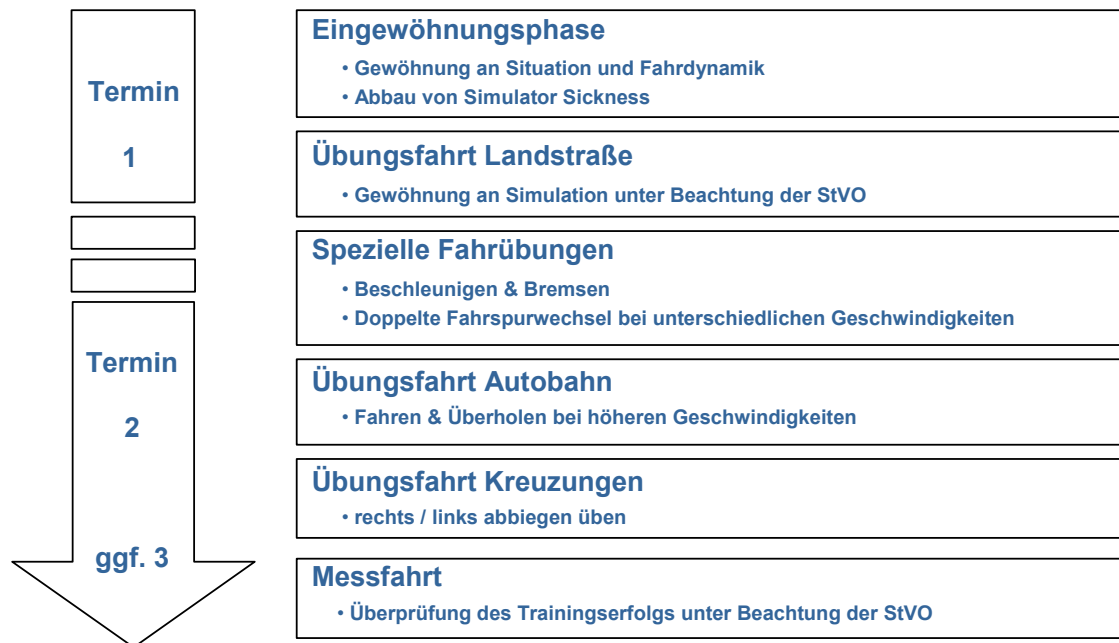 Termin
1
Termin
2
ggf. 3
Eingewöhnungsphase
• Gewöhnung an Situation und Fahrdynamik
• Abbau von Simulator Sickness
Übungsfahrt Landstraße
• Gewöhnung an Simulation unter Beachtung der StVO
Spezielle Fahrübungen
• Beschleunigen & Bremsen
• Doppelte Fahrspurwechsel bei unterschiedlichen Geschwindigkeiten
Übungsfahrt Autobahn
• Fahren & Überholen bei höheren Geschwindigkeiten
Übungsfahrt Kreuzungen
• rechts / links abbiegen üben
Messfahrt
• Überprüfung des Trainingserfolgs unter Beachtung der StVO